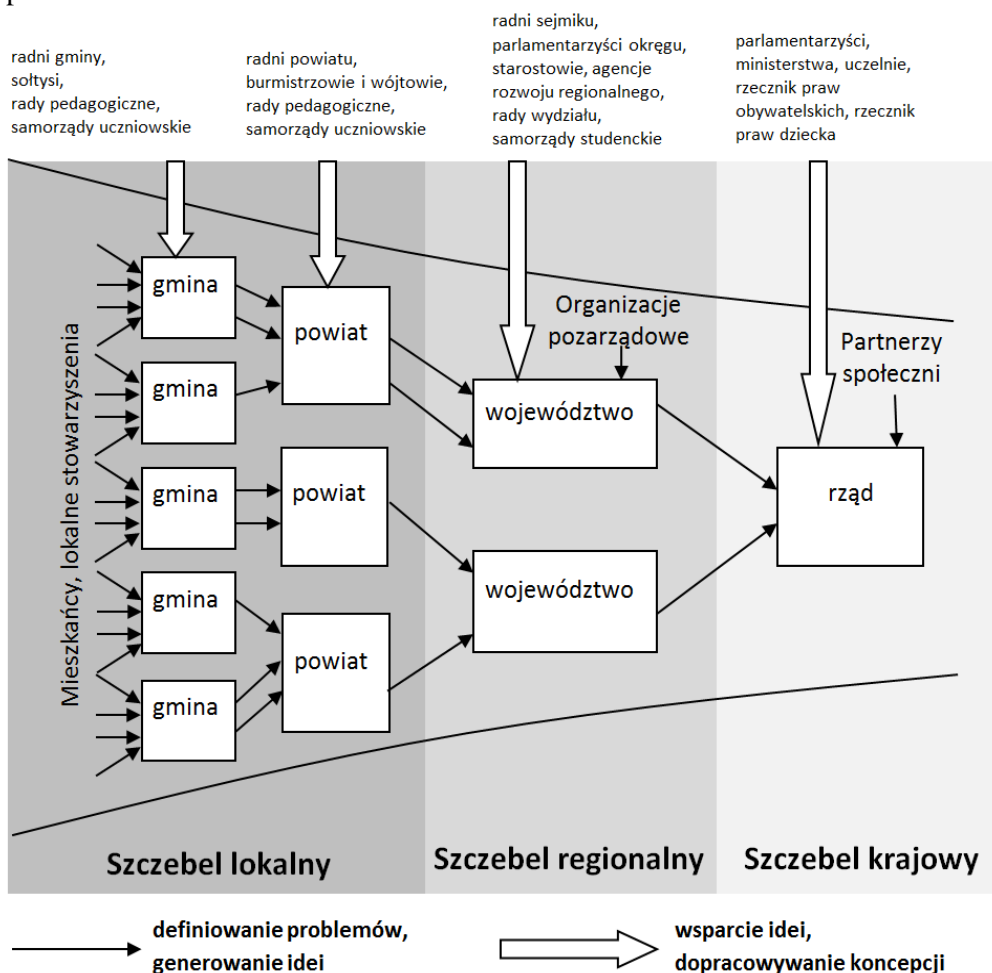 radni gminy,
sołtysi,
rady pedagogiczne,
samorządy uczniowskie
radni powiatu,
burmistrzowie i wójtowie,
rady pedagogiczne,
samorządy uczniowskie
radni sejmiku,
parlamentarzyści okręgu,
starostowie, agencje
rozwoju regionalnego,
rady wydziału,
samorządy studenckie
parlamentarzyści,
ministerstwa, uczelnie,
rzecznik praw
obywatelskich, rzecznik
praw dziecka
Mieszkańcy, lokalne stowarzyszenia
gmina
gmina
gmina
gmina
gmina
powiat
powiat
powiat
Organizacje
pozarządowe
województwo
województwo
Partnerzy
społeczni
rząd
Szczebel lokalny
Szczebel regionalny
Szczebel krajowy
definiowanie problemów,
generowanie idei
wsparcie idei,
dopracowywanie koncepcji